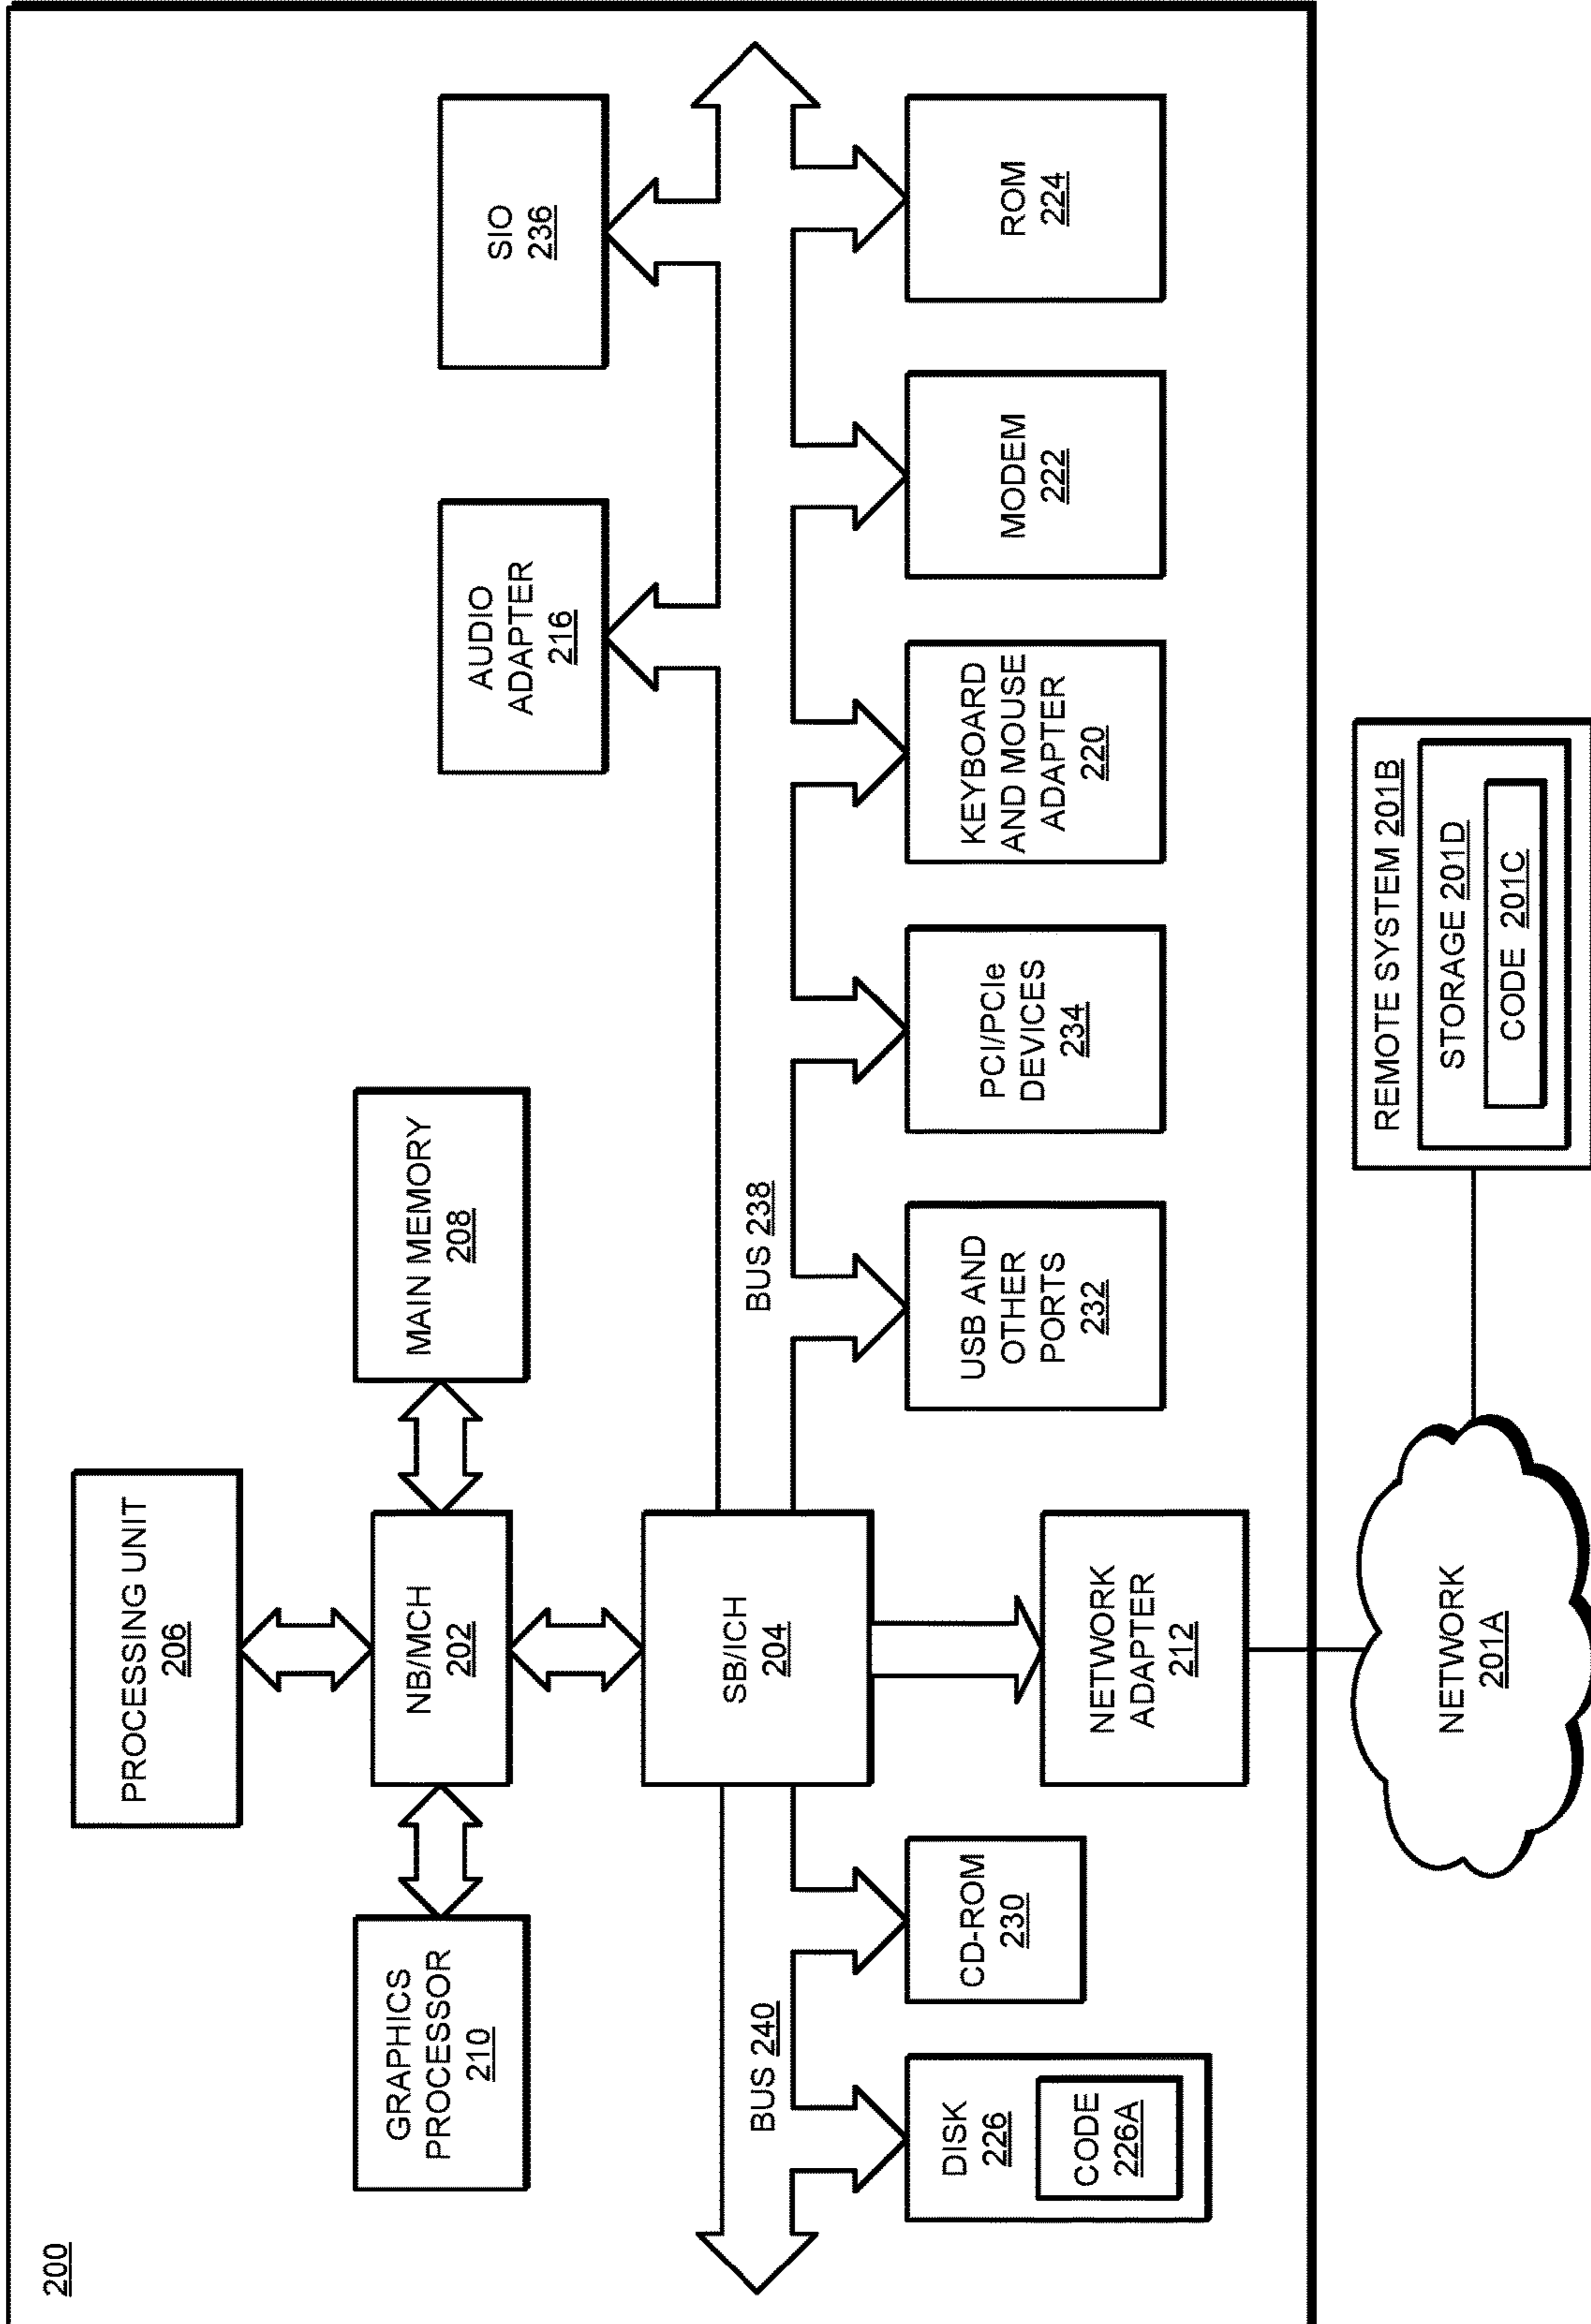 200
PROCESSING UNIT
206
GRAPHICS
PROCESSOR
210
NB/MCH
202
MAIN MEMORY
208
AUDIO
ADAPTER
216
SIO
236
SB/ICH
204
BUS 240
BUS 238
DISK
226
CODE
226A
CD-ROM
230
NETWORK
ADAPTER
212
USB AND
OTHER
PORTS
232
PCI/PCIe
DEVICES
234
KEYBOARD
AND MOUSE
ADAPTER
220
MODEM
222
ROM
224
NETWORK
201A
REMOTE SYSTEM 201B
STORAGE 201D
CODE 201C